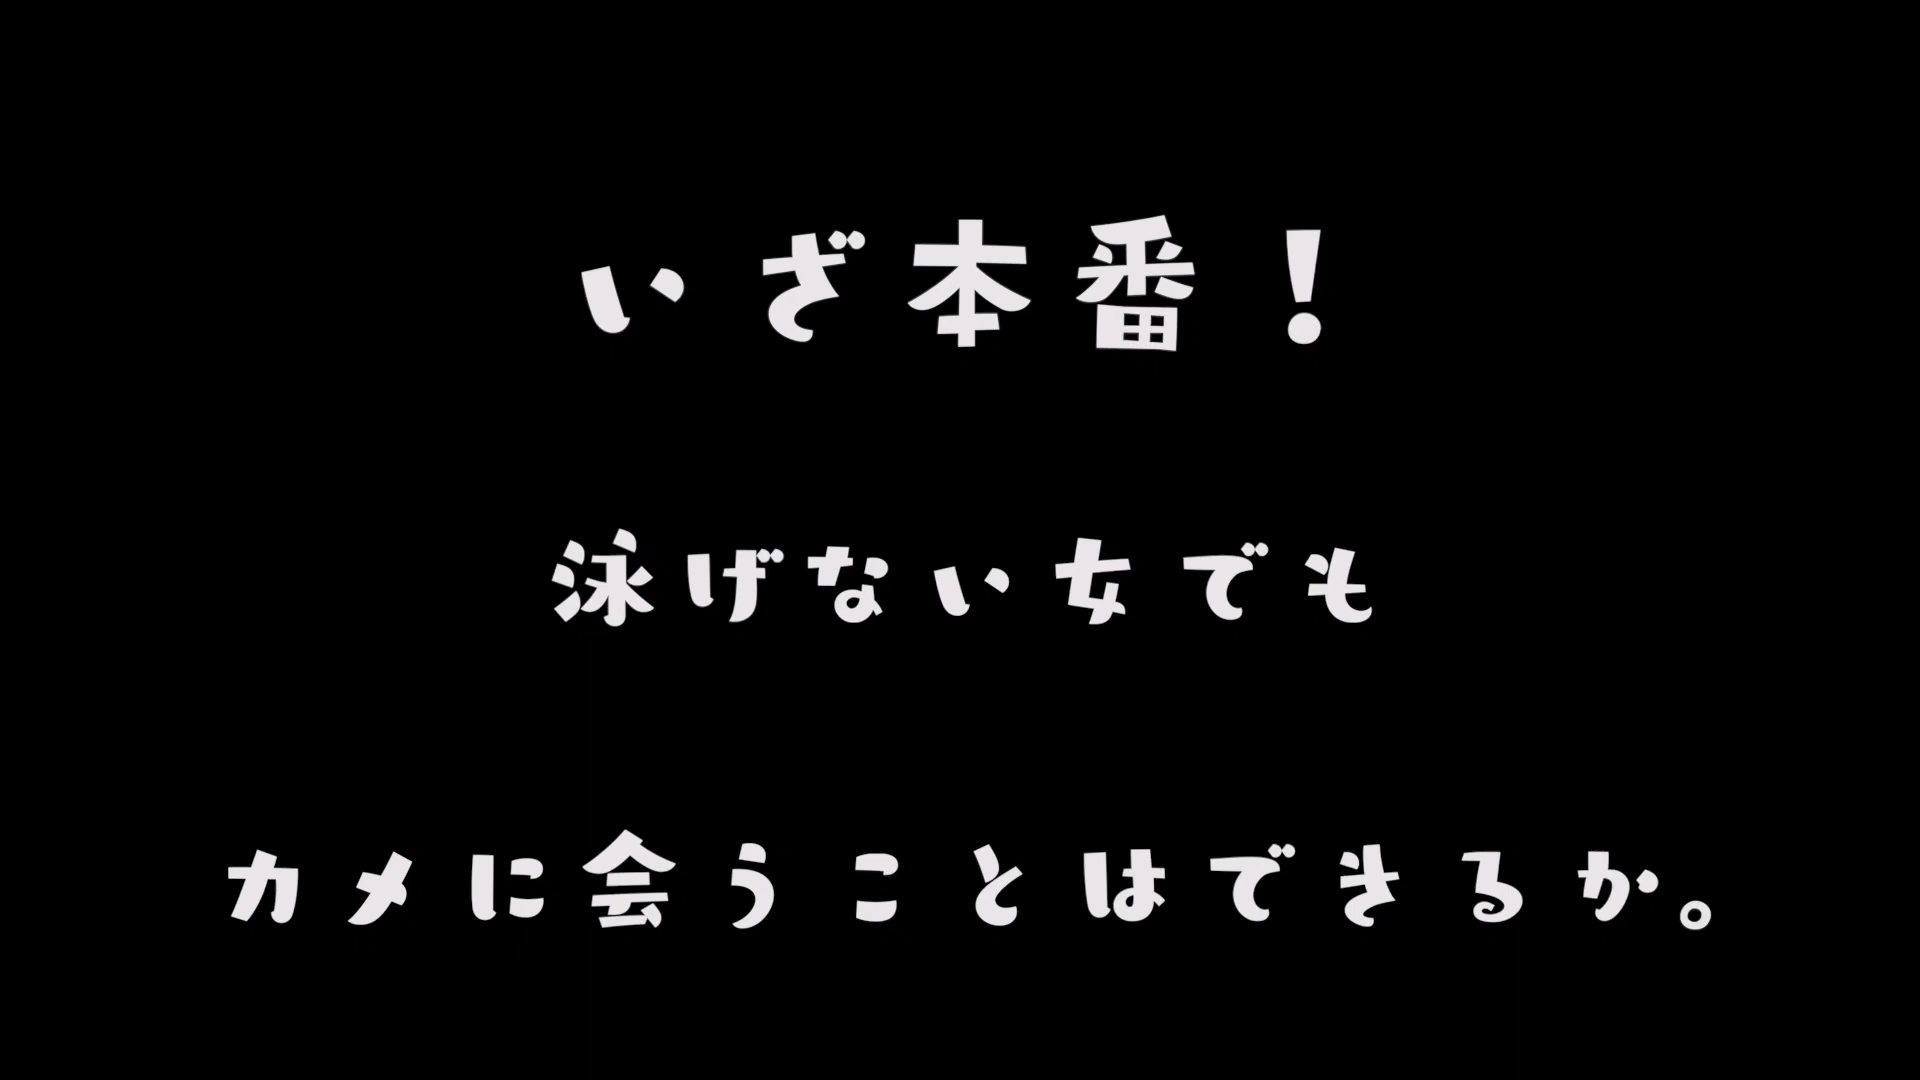 いざ本番！
泳げない女でも
カメに会うことはできるか。